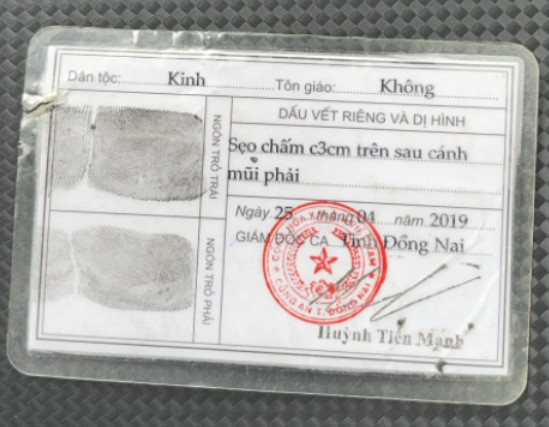 Dân tộc: Kinh Tôn giáo: Không
NGÓN TRỎ TRÁI
DẤU VẾT RIÊNG VÀ DỊ HÌNH
Sẹo chấm c3cm trên sau cánh
mũi phải
Ngày 25 tháng 04 năm 2019
GIÁM ĐỐC CA Tỉnh Đồng Nai
NGÓN TRỎ PHẢI
CÔNG AN T. ĐỒNG NAI
Huỳnh Tiến Mạnh